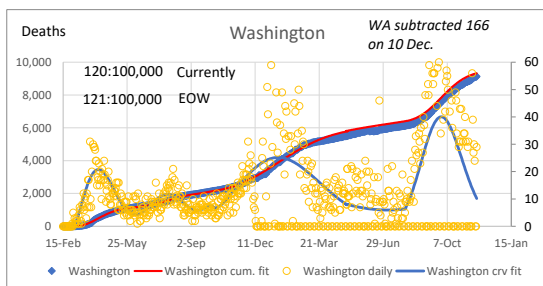 Deaths
Washington
WA subtracted 166
on 10 Dec.
10,000
8,000
6,000
4,000
2,000
0
120:100,000 Currently
121:100,000 EOW
60
50
40
30
20
10
0
15-Feb 25-May 2-Sep 11-Dec 21-Mar 29-Jun 7-Oct 15-Jan
Washington Washington cum. fit Washington daily Washington crv fit